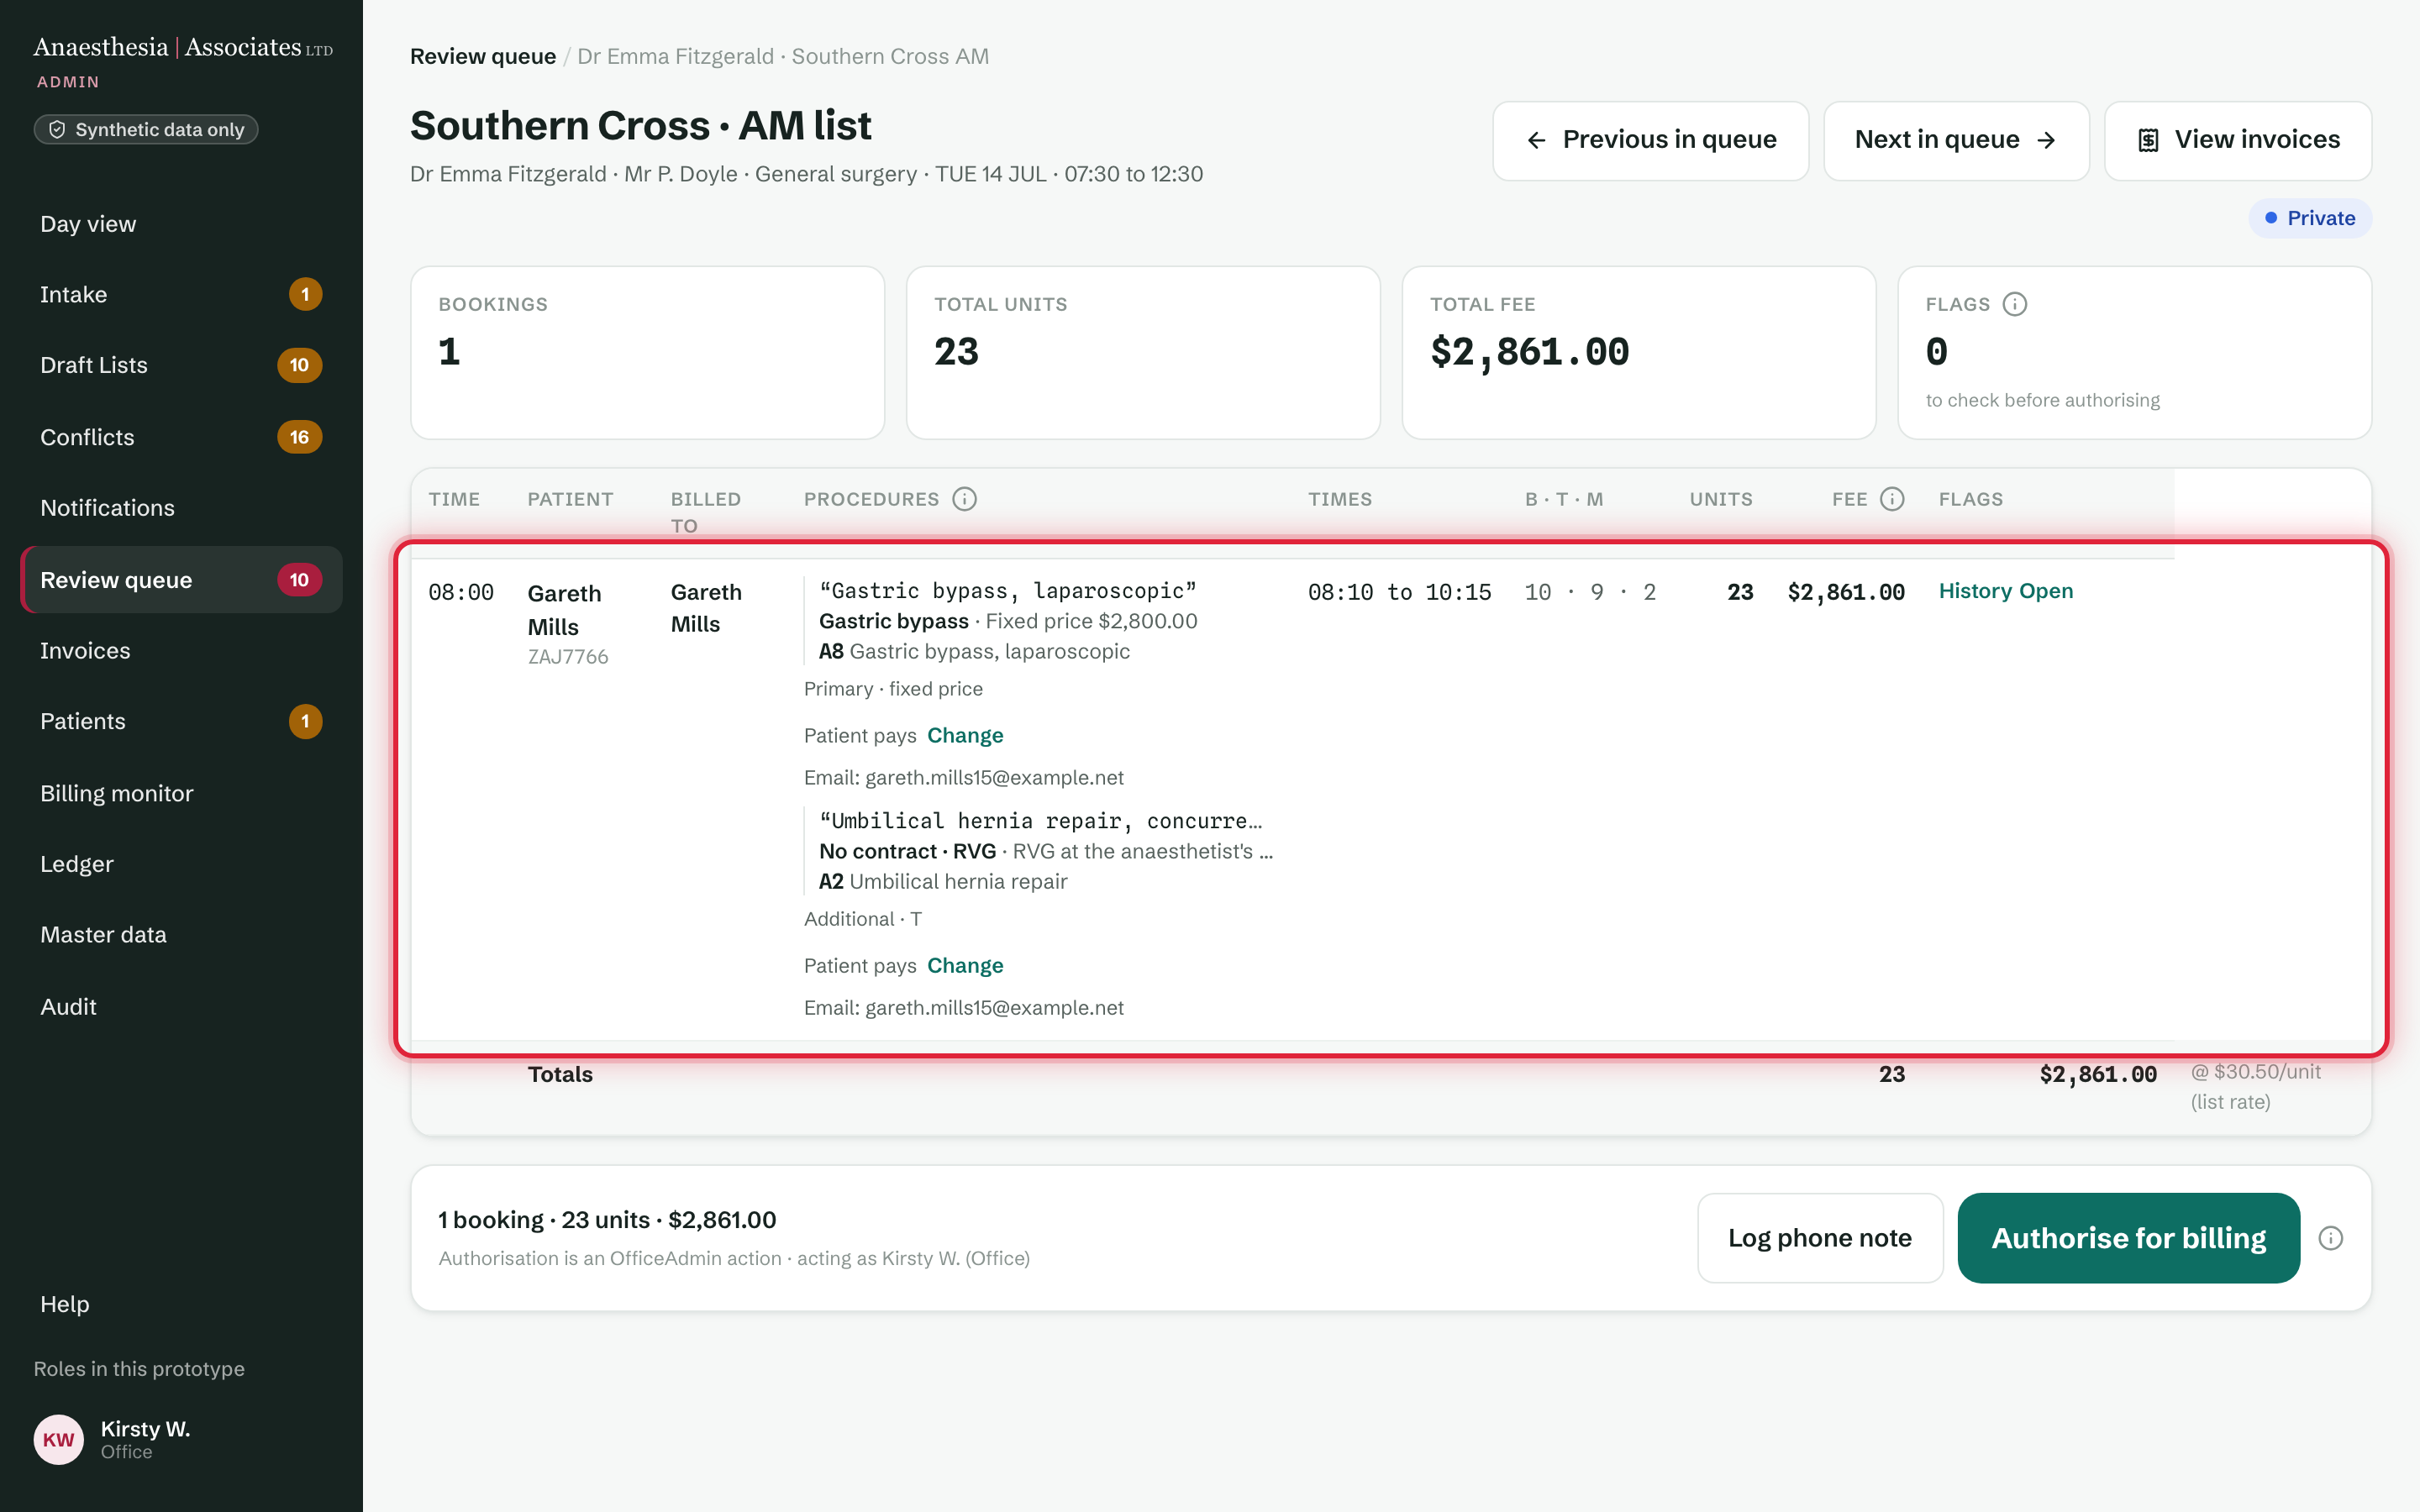 Anaesthesia | Associates LTD
ADMIN
Synthetic data only
Day view
Intake 1
Draft Lists 10
Conflicts 16
Notifications
Review queue 10
Invoices
Patients 1
Billing monitor
Ledger
Master data
Audit
Help
Roles in this prototype
KW Kirsty W.
Office
Review queue / Dr Emma Fitzgerald · Southern Cross AM
Southern Cross · AM list
Dr Emma Fitzgerald · Mr P. Doyle · General surgery · TUE 14 JUL · 07:30 to 12:30
← Previous in queue
Next in queue →
View invoices
Private
BOOKINGS
1
TOTAL UNITS
23
TOTAL FEE
$2,861.00
FLAGS
0
to check before authorising
TIME PATIENT BILLED TO PROCEDURES TIMES B · T · M UNITS FEE FLAGS
08:00
Gareth
Mills
ZAJ7766
Gareth
Mills
“Gastric bypass, laparoscopic”
Gastric bypass · Fixed price $2,800.00
A8 Gastric bypass, laparoscopic
Primary · fixed price
Patient pays Change
Email: gareth.mills15@example.net
“Umbilical hernia repair, concurre…
No contract · RVG · RVG at the anaesthetist's …
A2 Umbilical hernia repair
Additional · T
Patient pays Change
Email: gareth.mills15@example.net
08:10 to 10:15
10 · 9 · 2
23
$2,861.00
History Open
Totals 23 $2,861.00 @ $30.50/unit
(list rate)
1 booking · 23 units · $2,861.00
Authorisation is an OfficeAdmin action · acting as Kirsty W. (Office)
Log phone note
Authorise for billing